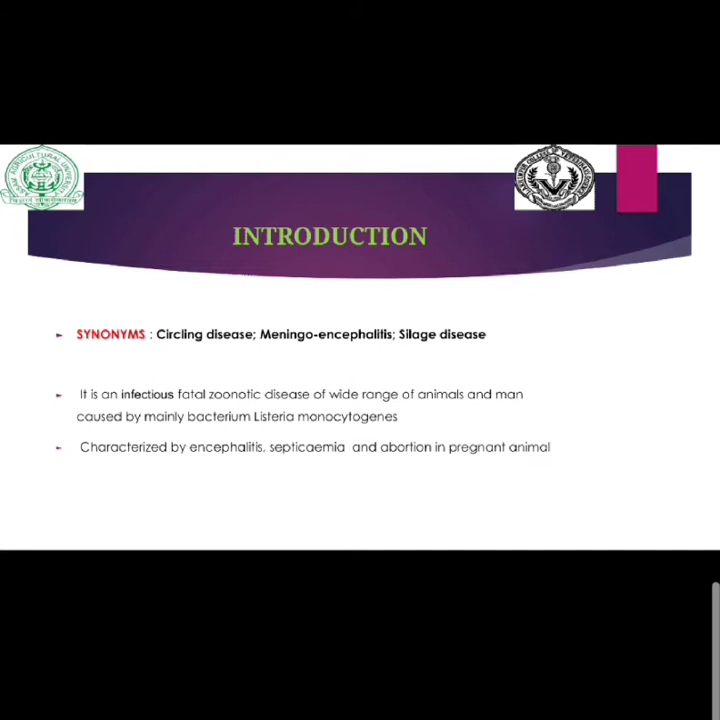 INTRODUCTION
SYNONYMS : Circling disease; Meningo-encephalitis; Silage disease
It is an infectious fatal zoonotic disease of wide range of animals and man
caused by mainly bacterium Listeria monocytogenes
Characterized by encephalitis, septicaemia and abortion in pregnant animal